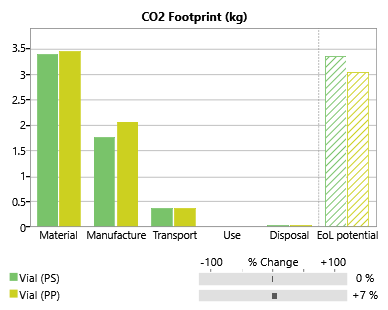 CO2 Footprint (kg)
3.5
3
2.5
2
1.5
1
0.5
0
Material Manufacture Transport Use Disposal EoL potential
-100 % Change +100
Vial (PS) 0 %
Vial (PP) +7 %